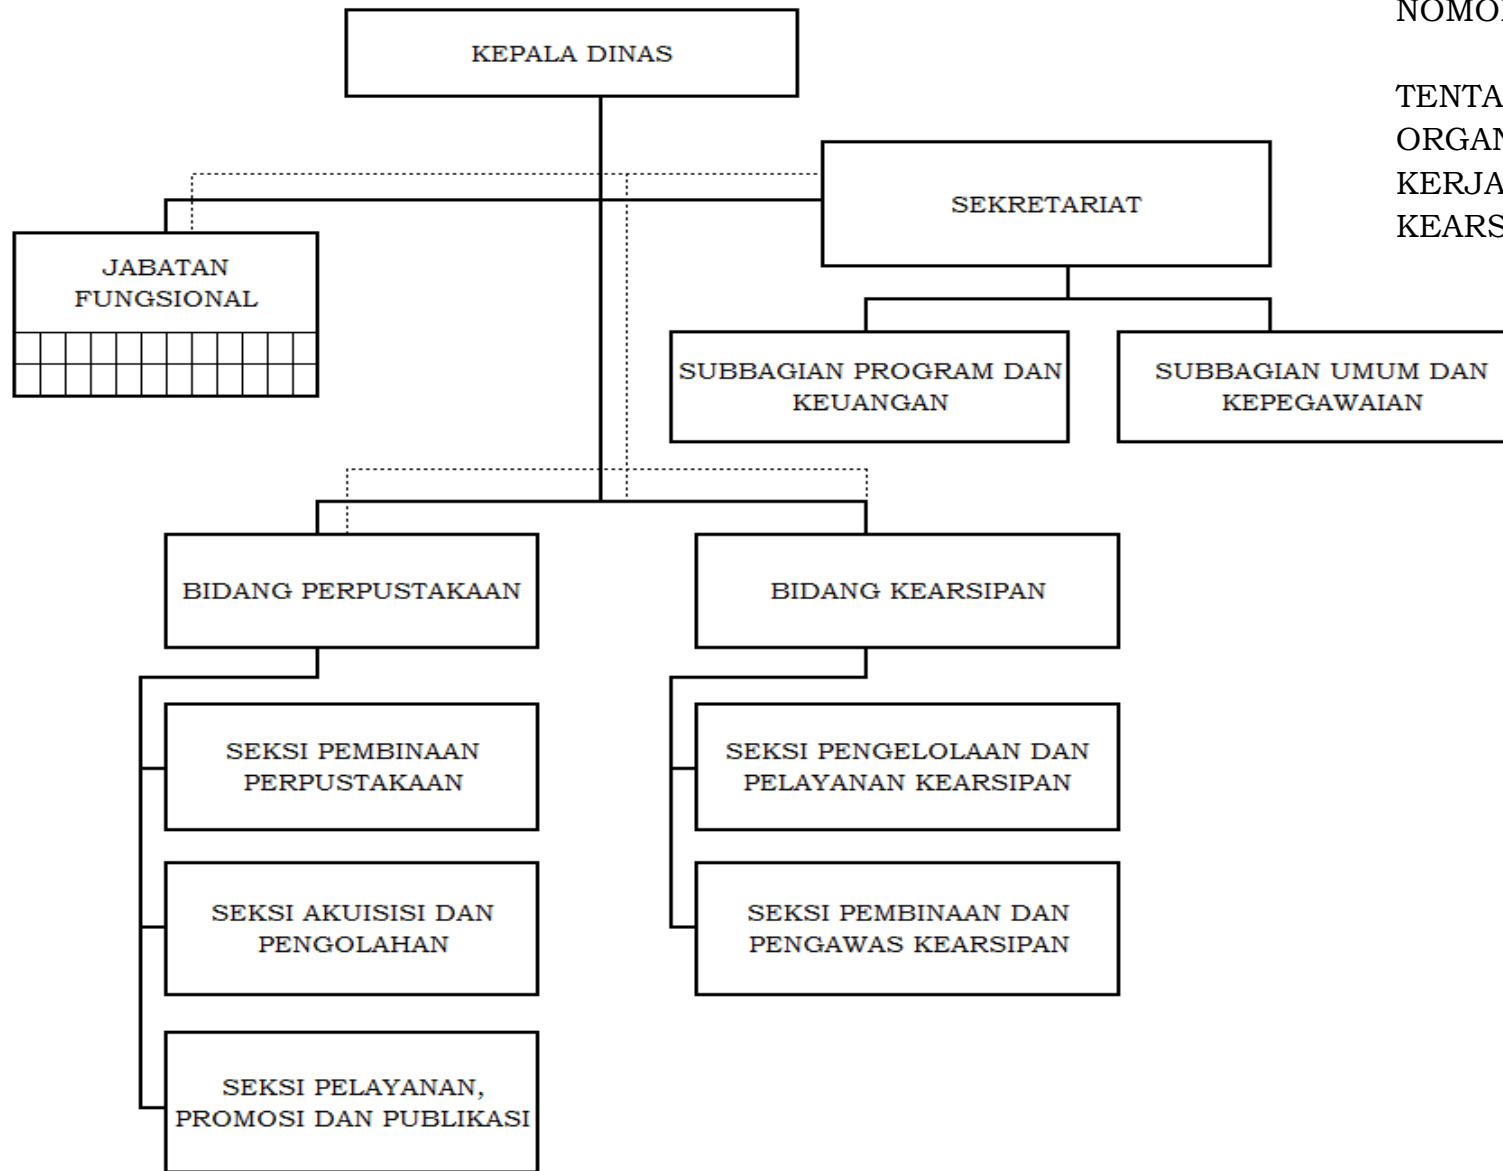 KEPALA DINAS
SEKRETARIAT
JABATAN
FUNGSIONAL
SUBBAGIAN PROGRAM DAN
KEUANGAN
SUBBAGIAN UMUM DAN
KEPEGAWAIAN
BIDANG PERPUSTAKAAN
BIDANG KEARSIPAN
SEKSI PEMBINAAN
PERPUSTAKAAN
SEKSI PENGELOLAAN DAN
PELAYANAN KEARSIPAN
SEKSI AKUISISI DAN
PENGOLAHAN
SEKSI PEMBINAAN DAN
PENGAWAS KEARSIPAN
SEKSI PELAYANAN,
PROMOSI DAN PUBLIKASI
KERJA